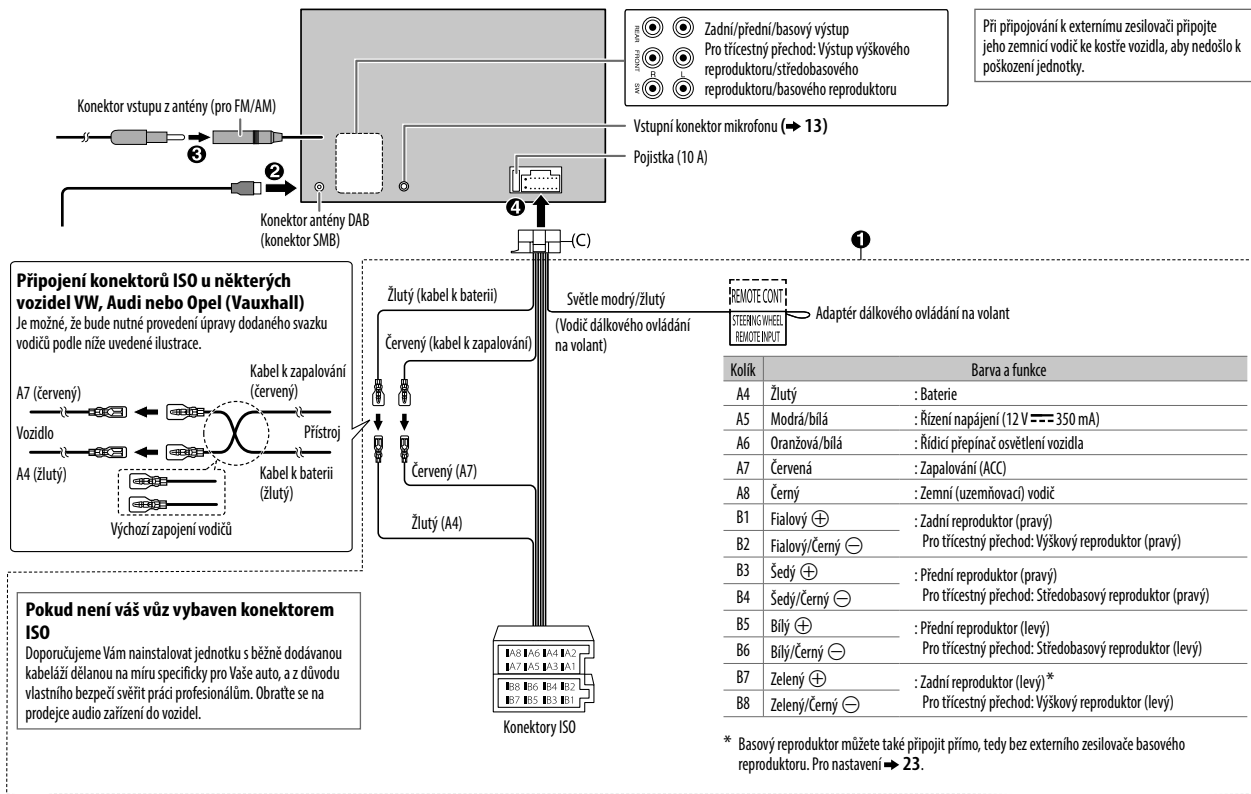 REAR
FRONT
SW
R
L
Zadní/přední/basový výstup
Pro třícestný přechod: Výstup výškového
reproduktoru/středobasového
reproduktoru/basového reproduktoru
Při připojování k externímu zesilovači připojte
jeho zemnicí vodič ke kostře vozidla, aby nedošlo k
poškození jednotky.
Konektor vstupu z antény (pro FM/AM)
Vstupní konektor mikrofonu (➜ 13)
Pojistka (10 A)
❸
❷
Konektor antény DAB
(konektor SMB)
❹
(C)
❶
Připojení konektorů ISO u některých
vozidel VW, Audi nebo Opel (Vauxhall)
Je možné, že bude nutné provedení úpravy dodaného svazku
vodičů podle níže uvedené ilustrace.
Kabel k zapalování
(červený)
A7 (červený)
Vozidlo
Přístroj
A4 (žlutý)
Kabel k baterii
(žlutý)
Výchozí zapojení vodičů
Žlutý (kabel k baterii)
Červený (kabel k zapalování)
Světle modrý/žlutý
(Vodič dálkového ovládání
na volant)
REMOTE CONT
STEERING WHEEL
REMOTE INPUT
Adaptér dálkového ovládání na volant
Červený (A7)
Žlutý (A4)
Kolík Barva a funkce
A4 Žlutý : Baterie
A5 Modrá/bílá : Řízení napájení (12 V ⎓ 350 mA)
A6 Oranžová/bílá : Řídicí přepínač osvětlení vozidla
A7 Červená : Zapalování (ACC)
A8 Černý : Zemní (uzemňovací) vodič
B1 Fialový ⊕ : Zadní reproduktor (pravý)
B2 Fialový/Černý ⊖ Pro třícestný přechod: Výškový reproduktor (pravý)
B3 Šedý ⊕ : Přední reproduktor (pravý)
B4 Šedý/Černý ⊖ Pro třícestný přechod: Středobasový reproduktor (pravý)
B5 Bílý ⊕ : Přední reproduktor (levý)
B6 Bílý/Černý ⊖ Pro třícestný přechod: Středobasový reproduktor (levý)
B7 Zelený ⊕ : Zadní reproduktor (levý)*
B8 Zelený/Černý ⊖ Pro třícestný přechod: Výškový reproduktor (levý)
* Basový reproduktor můžete také připojit přímo, tedy bez externího zesilovače basového
reproduktoru. Pro nastavení ➜ 23.
Pokud není váš vůz vybaven konektorem
ISO
Doporučujeme Vám nainstalovat jednotku s běžně dodávanou
kabeláží dělanou na míru specificky pro Vaše auto, a z důvodu
vlastního bezpečí svěřit práci profesionálům. Obraťte se na
prodejce audio zařízení do vozidel.
A8 A6 A4 A2
A7 A5 A3 A1
B8 B6 B4 B2
B7 B5 B3 B1
Konektory ISO